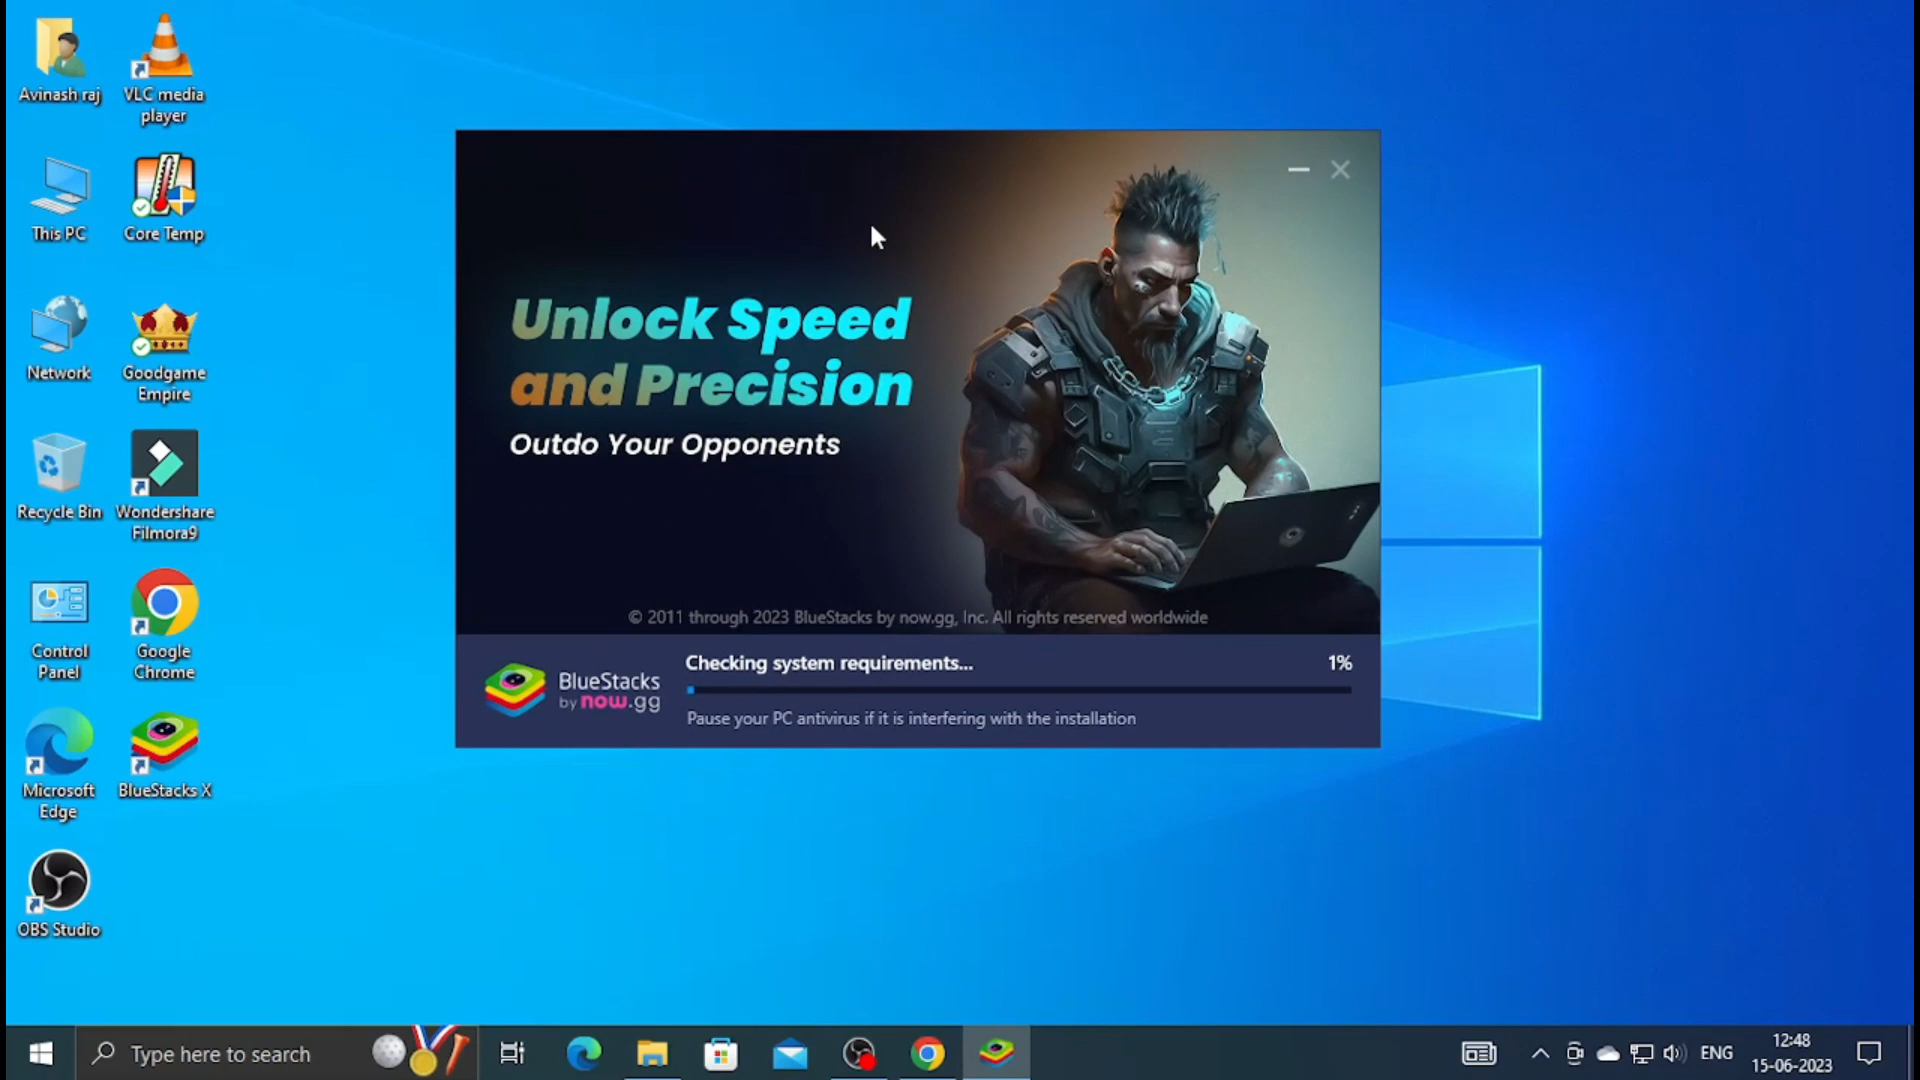 Avinash raj
VLC media
player
This PC
Core Temp
Network
Goodgame
Empire
Recycle Bin
Wondershare
Filmora9
Control
Panel
Google
Chrome
Microsoft
Edge
BlueStacks X
OBS Studio
Unlock Speed
and Precision
Outdo Your Opponents
© 2011 through 2023 BlueStacks by now.gg, Inc. All rights reserved worldwide
BlueStacks
by now.gg
Checking system requirements...
1%
Pause your PC antivirus if it is interfering with the installation
Type here to search
ENG
12:48
15-06-2023